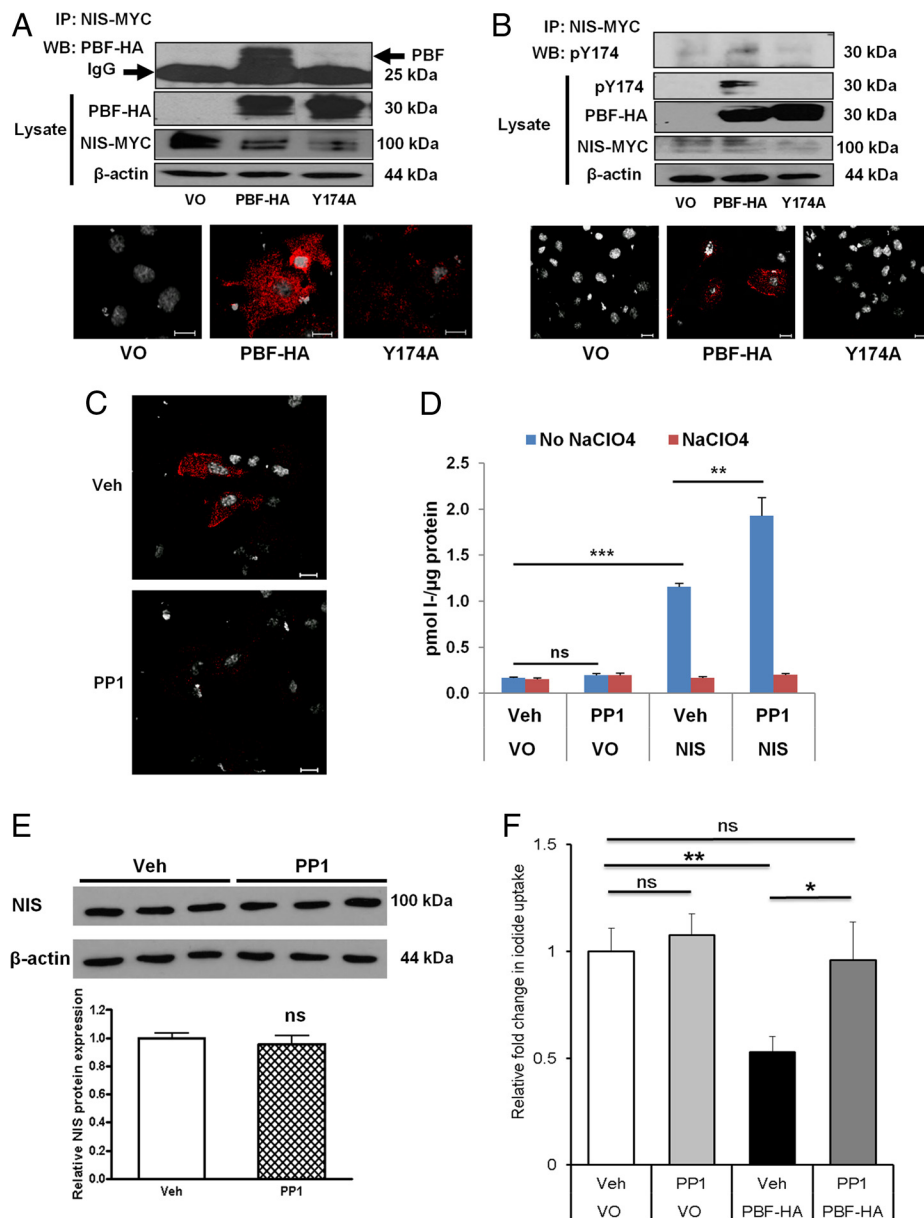 A
IP: NIS-MYC
WB: PBF-HA
IgG
PBF
25 kDa
Lysate
PBF-HA
30 kDa
NIS-MYC
100 kDa
β-actin
44 kDa
VO PBF-HA Y174A
VO PBF-HA Y174A
B
IP: NIS-MYC
WB: pY174
30 kDa
Lysate
pY174
30 kDa
PBF-HA
30 kDa
NIS-MYC
100 kDa
β-actin
44 kDa
VO PBF-HA Y174A
VO PBF-HA Y174A
C
Veh
PP1
D
No NaClO4 NaClO4
pmol I-/µg protein
2.5
2.0
1.5
1.0
0.5
0.0
**
***
ns
Veh PP1 Veh PP1
VO VO NIS NIS
E
Veh PP1
NIS
100 kDa
β-actin
44 kDa
Relative NIS protein expression
1.2
1.0
0.8
0.6
0.4
0.2
0.0
ns
Veh PP1
F
Relative fold change in iodide uptake
1.5
1
0.5
0
ns
**
ns
*
Veh PP1 Veh PP1
VO VO PBF-HA PBF-HA